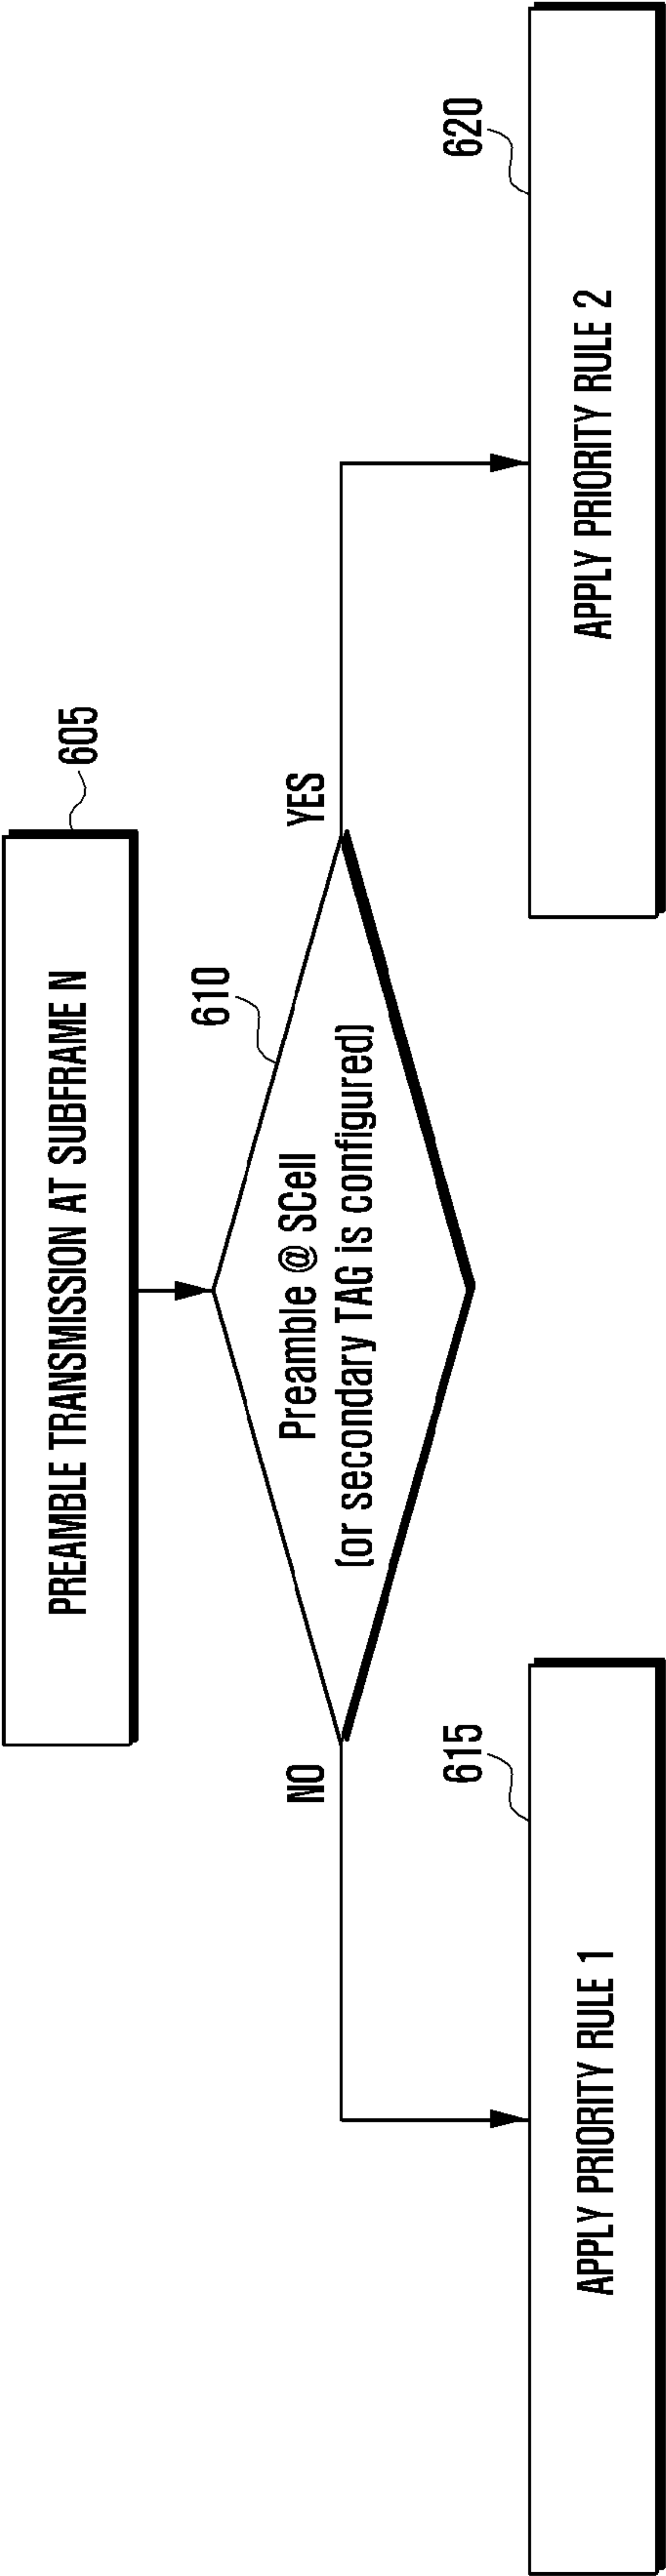 PREAMBLE TRANSMISSION AT SUBFRAME N
605
610
Preamble @ SCell
(or secondary TAG is configured)
NO
YES
615
APPLY PRIORITY RULE 1
620
APPLY PRIORITY RULE 2